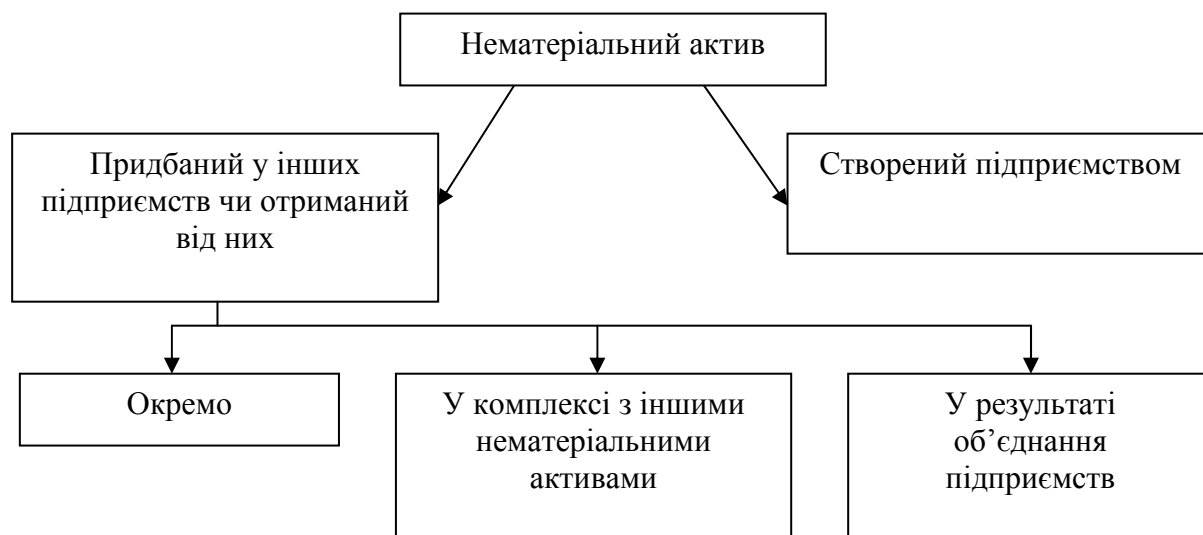 Нематеріальний актив
Придбаний у інших
підприємств чи отриманий
від них
Створений підприємством
Окремо
У комплексі з іншими
нематеріальними
активами
У результаті
об’єднання
підприємств